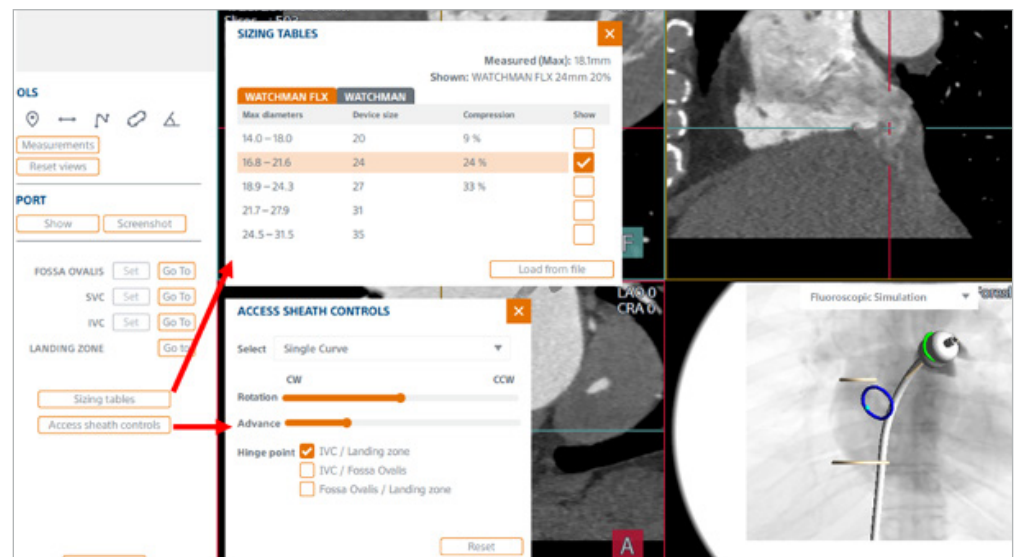 OLS
Measurements
Reset views
PORT
Show Screenshot
FOSSA OVALIS Set Go To
SVC Set Go To
IVC Set Go To
LANDING ZONE Go to
Sizing tables
Access sheath controls
SIZING TABLES
Measured (Max): 18.1mm
Shown: WATCHMAN FLX 24mm 20%
WATCHMAN FLX WATCHMAN
Max diameters Device size Compression Show
14.0 – 18.0 20 9 %
16.8 – 21.6 24 24 %
18.9 – 24.3 27 33 %
21.7 – 27.9 31
24.5 – 31.5 35
Load from file
F
ACCESS SHEATH CONTROLS
Select Single Curve
CW CCW
Rotation
Advance
Hinge point IVC / Landing zone
IVC / Fossa Ovalis
Fossa Ovalis / Landing zone
Reset
LAO 0
CRA 0
A
Fluoroscopic Simulation